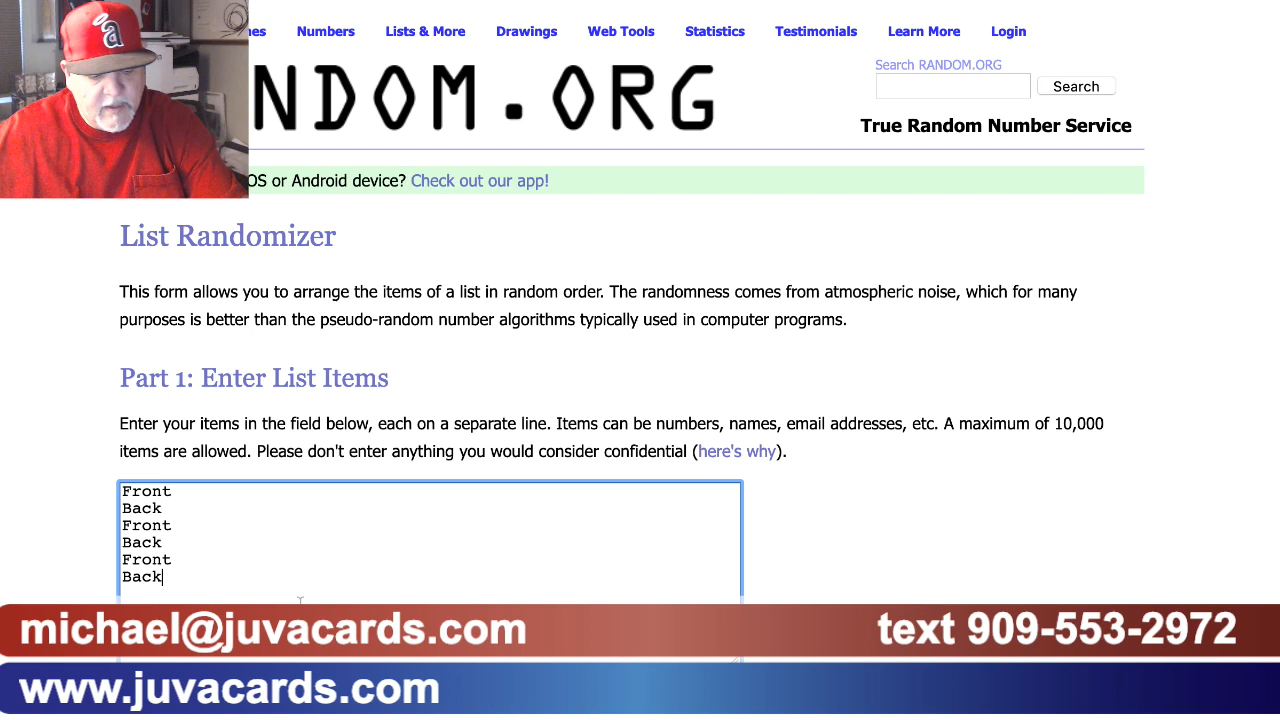 a
mes Numbers Lists & More Drawings Web Tools Statistics Testimonials Learn More Login
NDOM.ORG
Search RANDOM.ORG
Search
True Random Number Service
OS or Android device? Check out our app!
List Randomizer
This form allows you to arrange the items of a list in random order. The randomness comes from atmospheric noise, which for many
purposes is better than the pseudo-random number algorithms typically used in computer programs.
Part 1: Enter List Items
Enter your items in the field below, each on a separate line. Items can be numbers, names, email addresses, etc. A maximum of 10,000
items are allowed. Please don't enter anything you would consider confidential (here's why).
Front
Back
Front
Back
Front
Back
michael@juvacards.com text 909-553-2972
www.juvacards.com